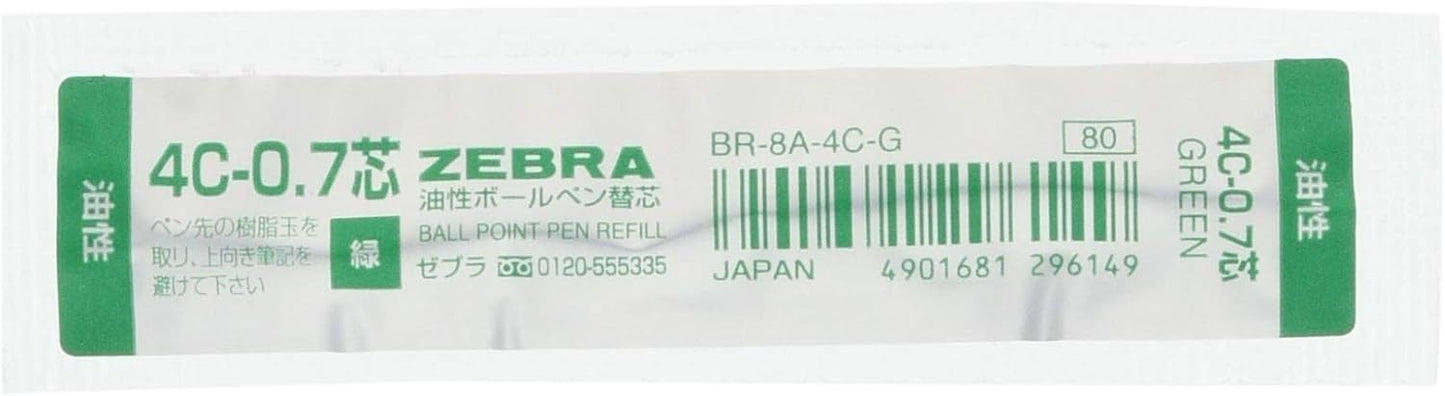 油性
4C-0.7芯
ペン先の樹脂玉を
取り、上向き筆記を
避けて下さい
緑
ZEBRA
油性ボールペン替芯
BALL POINT PEN REFILL
ゼブラ 0120-555335
BR-8A-4C-G
80
JAPAN
4901681 296149
4C-0.7芯
GREEN
油性